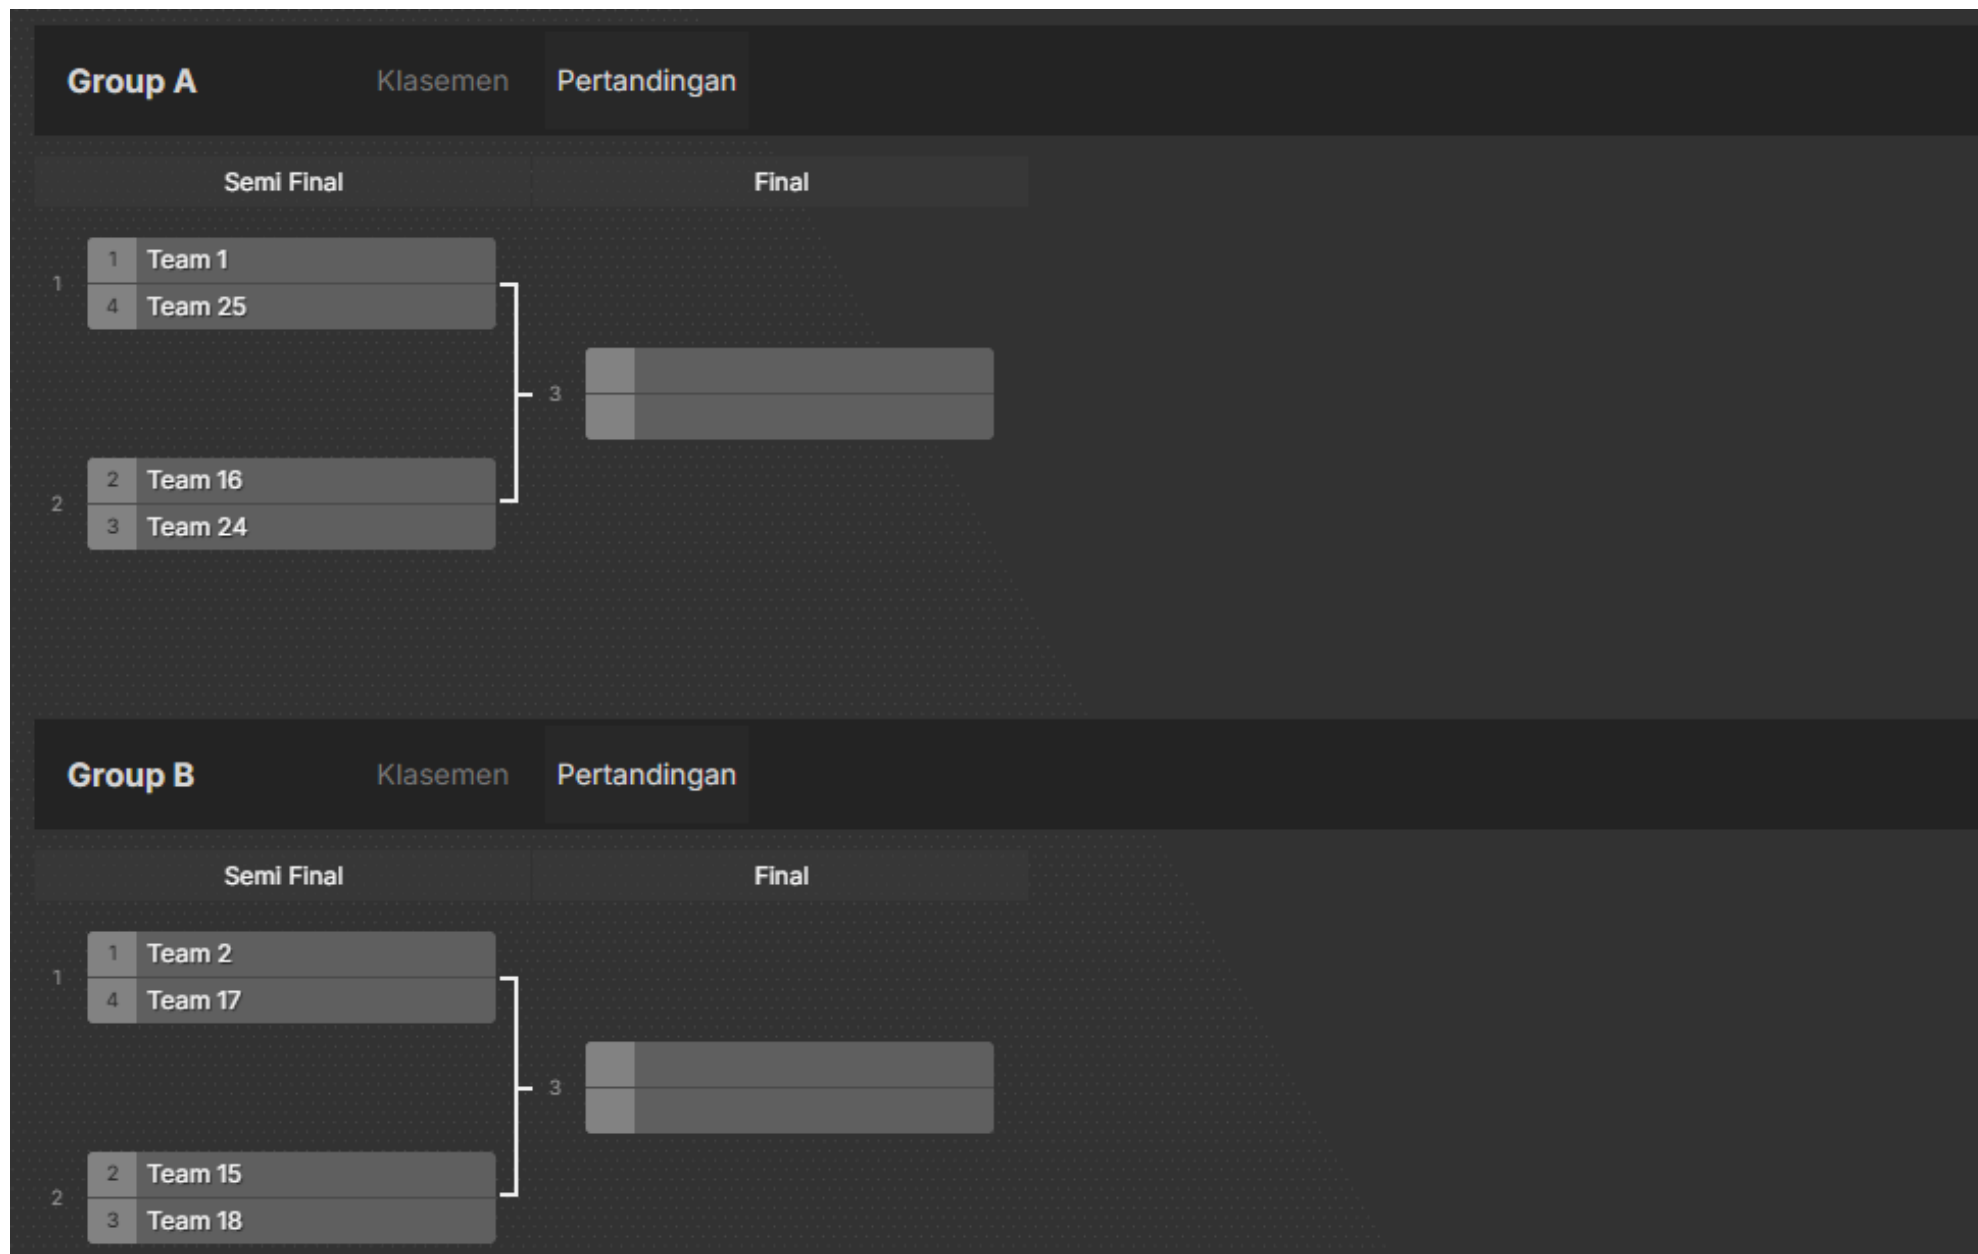 Group A Klasemen Pertandingan
Semi Final Final
1 Team 1
1
4 Team 25
3
2 Team 16
2
3 Team 24
Group B Klasemen Pertandingan
Semi Final Final
1 Team 2
1
4 Team 17
3
2 Team 15
2
3 Team 18